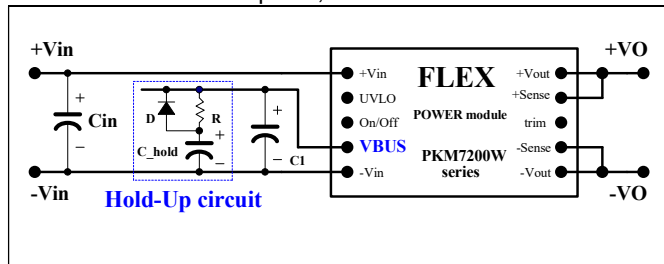 +Vin
+VO
+Vin
FLEX
+Vout
+
Cin
–
D
R
+
C_hold
–
+
–
C1
UVLO
+Sense
On/Off
POWER module
trim
VBUS
PKM7200W
-Sense
-Vin
series
-Vout
-Vin
Hold-Up circuit
-VO